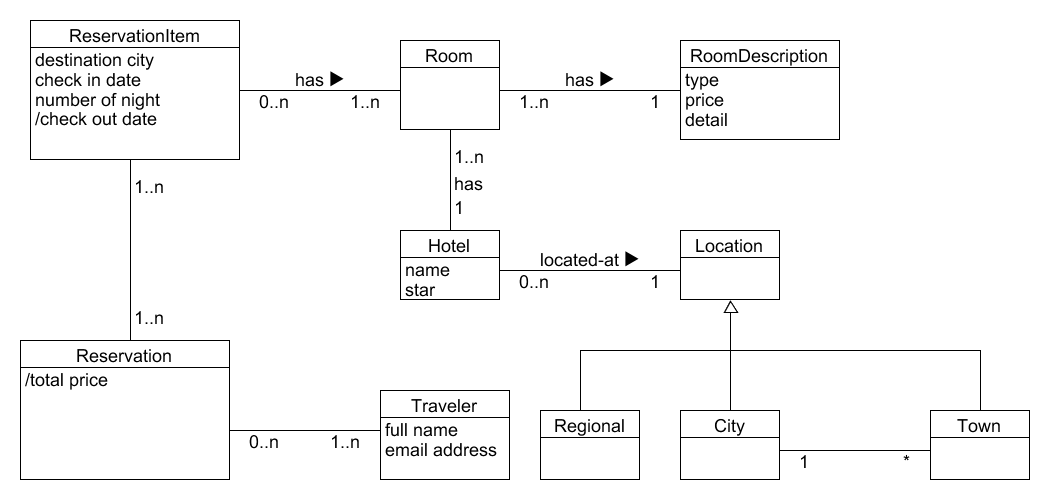 ReservationItem
destination city
check in date
number of night
/check out date
has ▶
0..n
1..n
Room
has ▶
1..n
1
RoomDescription
type
price
detail
1..n
has
1
1..n
1..n
Hotel
name
star
located-at ▶
0..n
1
Location
Reservation
/total price
0..n
1..n
Traveler
full name
email address
Regional
City
1
*
Town